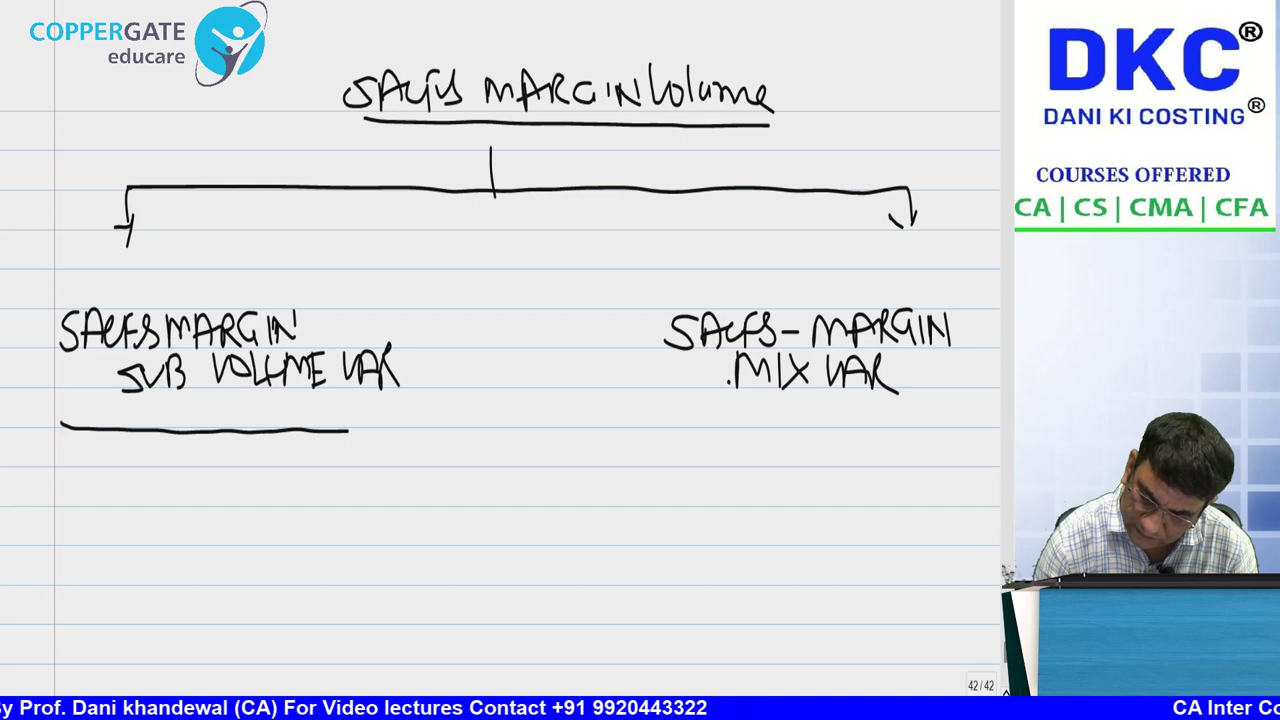 COPPERGATE
educare
SALES MARGIN Volume
SALES MARGIN
SUB VOLUME VAR
SALES - MARGIN
MIX VAR
DKC®
DANI KI COSTING®
COURSES OFFERED
CA | CS | CMA | CFA
42 / 42
y Prof. Dani khandewal (CA) For Video lectures Contact +91 9920443322
CA Inter Co